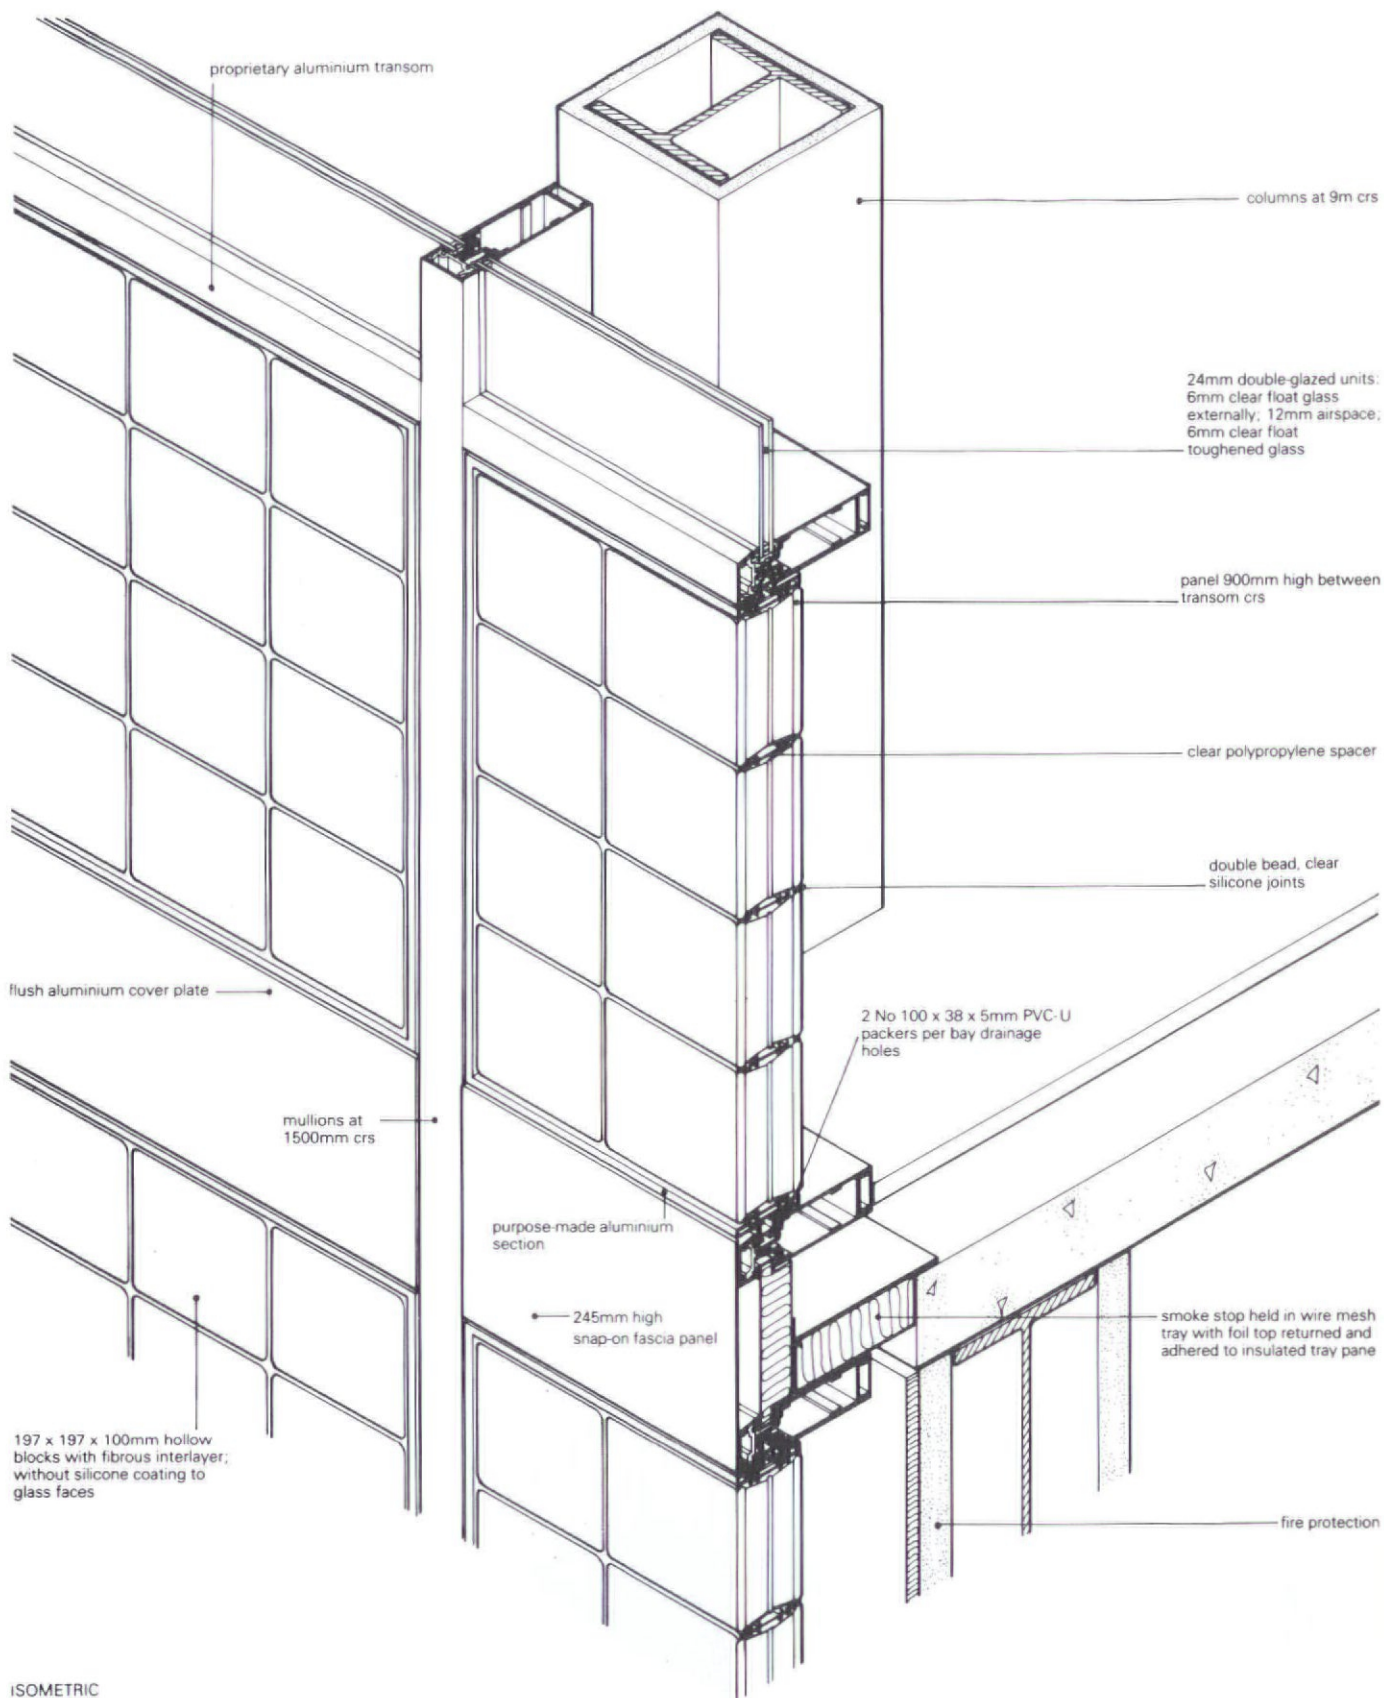 proprietary aluminium transom
columns at 9m crs
24mm double-glazed units:
6mm clear float glass
externally; 12mm airspace;
6mm clear float
toughened glass
panel 900mm high between
transom crs
clear polypropylene spacer
double bead, clear
silicone joints
flush aluminium cover plate
2 No 100 x 38 x 5mm PVC-U
packers per bay drainage
holes
mullions at
1500mm crs
purpose-made aluminium
section
245mm high
snap-on fascia panel
smoke stop held in wire mesh
tray with foil top returned and
adhered to insulated tray pane
197 x 197 x 100mm hollow
blocks with fibrous interlayer;
without silicone coating to
glass faces
fire protection
ISOMETRIC